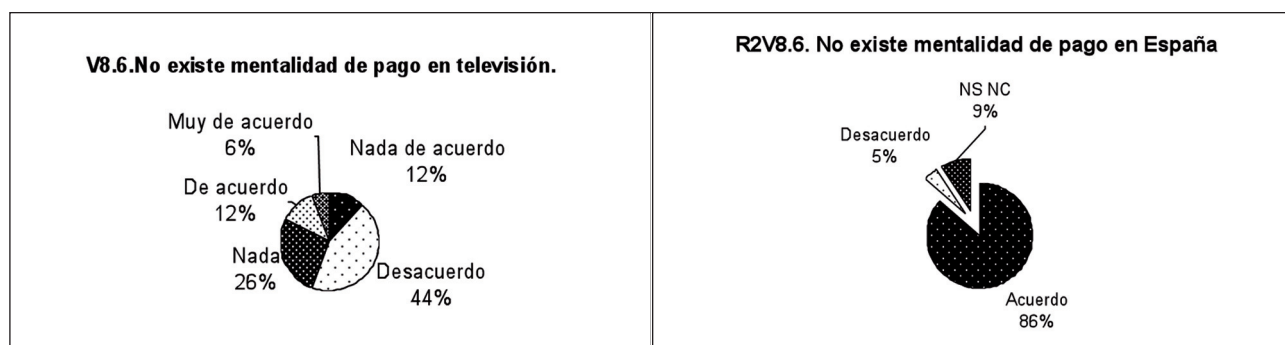 V8.6.No existe mentalidad de pago en televisión.
Muy de acuerdo
6%
Nada de acuerdo
12%
De acuerdo
12%
Nada
26%
Desacuerdo
44%
R2V8.6. No existe mentalidad de pago en España
NS NC
9%
Desacuerdo
5%
Acuerdo
86%